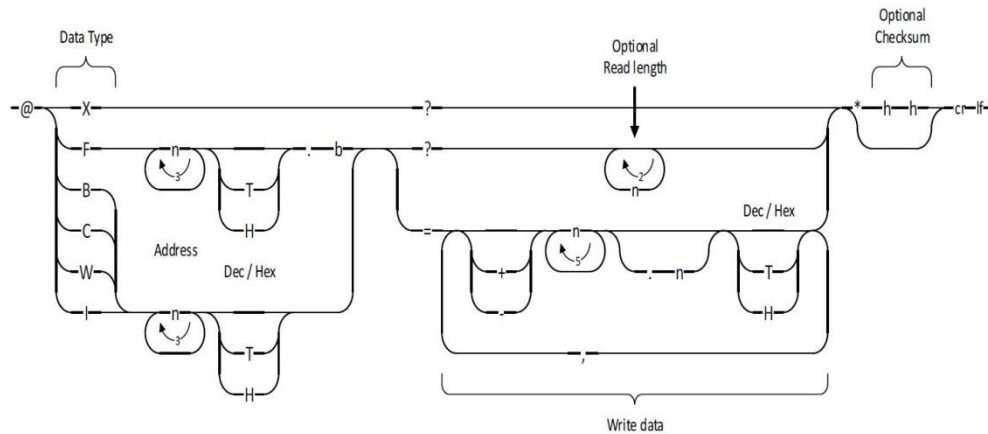 Data Type
Optional
Read length
Optional
Checksum
@ X ? * h h cr lf
F n 3 T H . b ? 2 n
B
C
W
I n 3 T H
Address
Dec / Hex
= + - n 5 . n T H
Dec / Hex
,
Write data